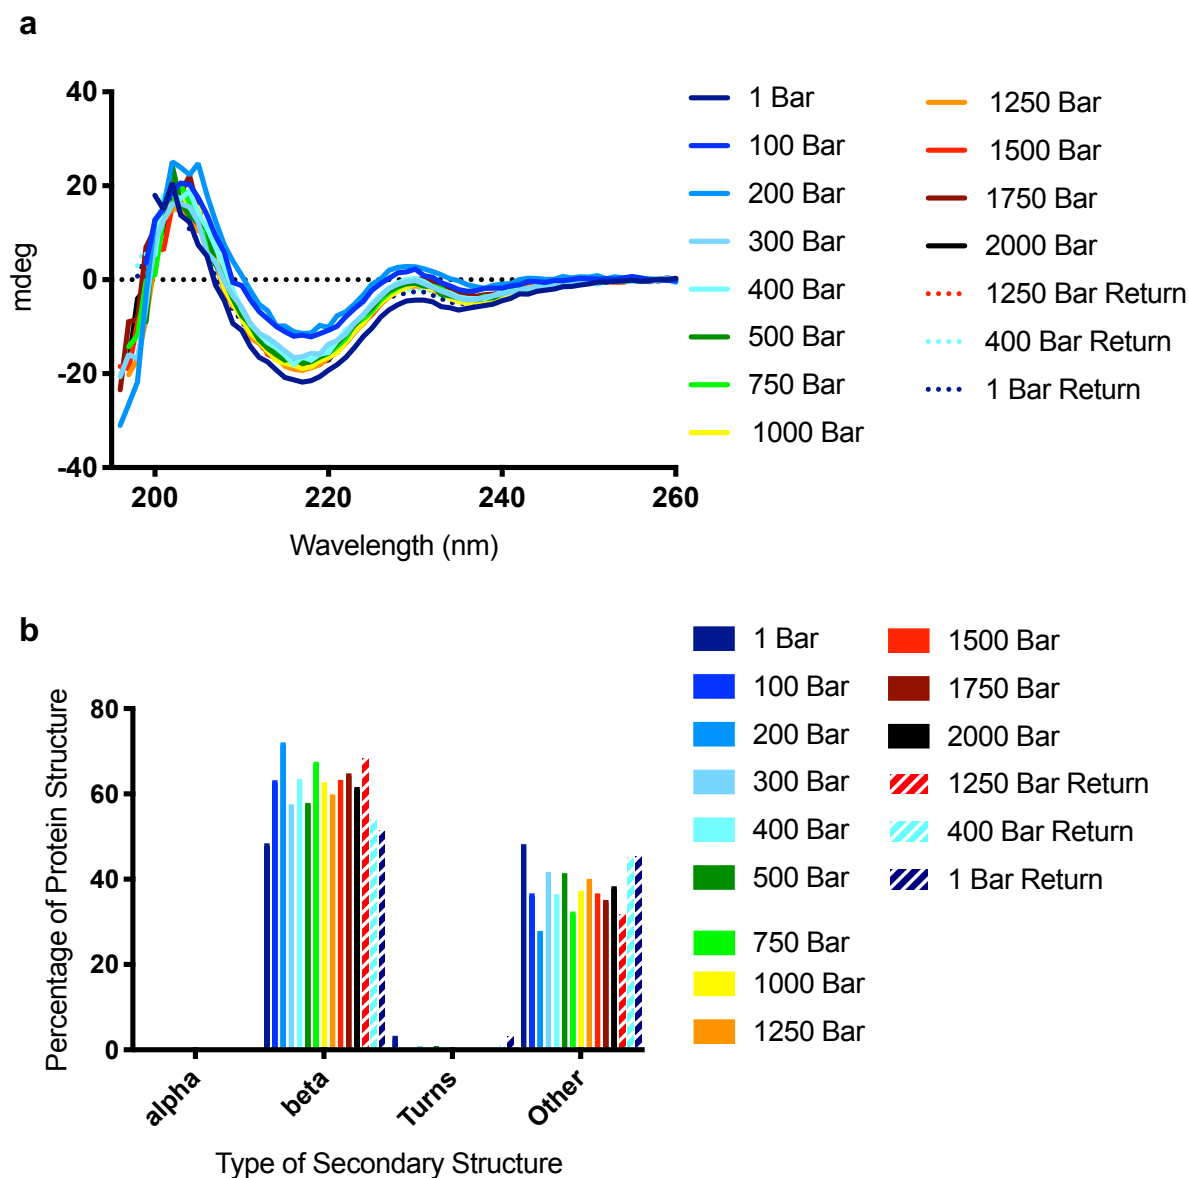 a
mdeg
40
20
0
-20
-40
200
220
240
260
Wavelength (nm)
1 Bar
100 Bar
200 Bar
300 Bar
400 Bar
500 Bar
750 Bar
1000 Bar
1250 Bar
1500 Bar
1750 Bar
2000 Bar
1250 Bar Return
400 Bar Return
1 Bar Return
b
Percentage of Protein Structure
80
60
40
20
0
alpha
beta
Turns
Other
Type of Secondary Structure
1 Bar
100 Bar
200 Bar
300 Bar
400 Bar
500 Bar
750 Bar
1000 Bar
1250 Bar
1500 Bar
1750 Bar
2000 Bar
1250 Bar Return
400 Bar Return
1 Bar Return